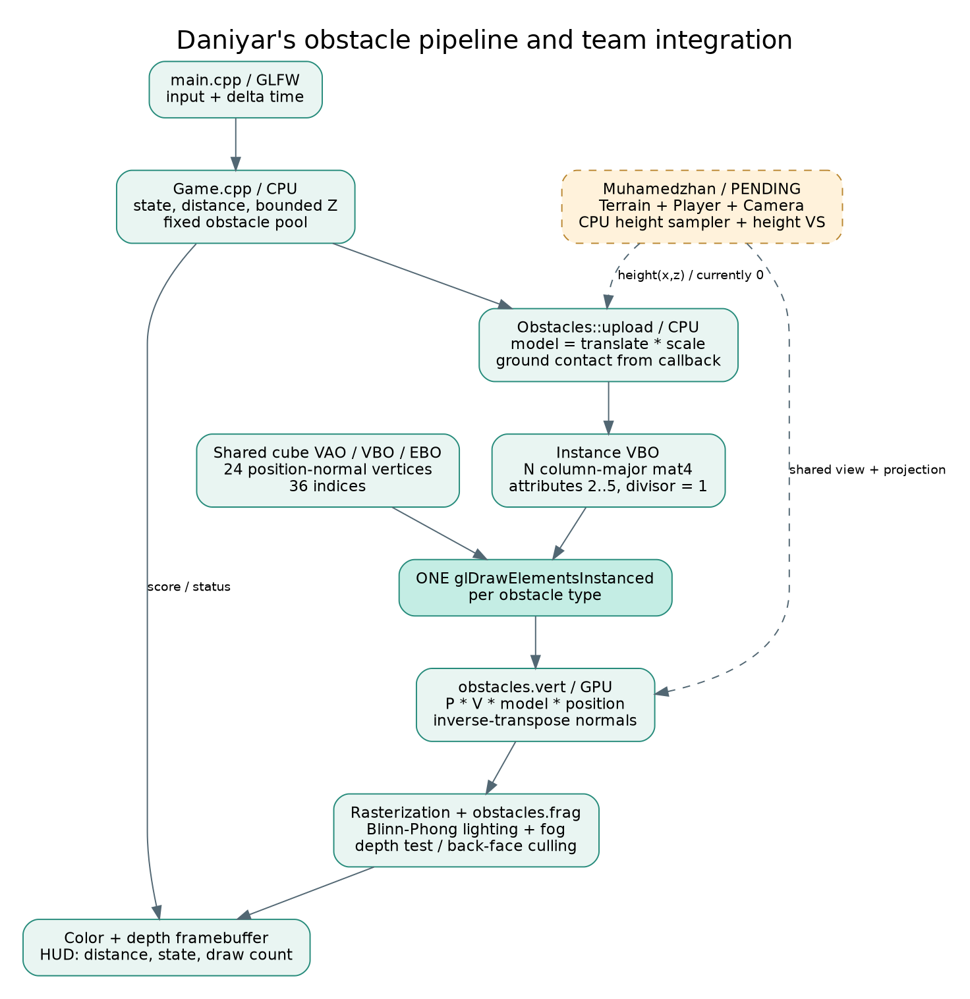 Daniyar's obstacle pipeline and team integration
main.cpp / GLFW
input + delta time
Game.cpp / CPU
state, distance, bounded Z
fixed obstacle pool
Muhamedzhan / PENDING
Terrain + Player + Camera
CPU height sampler + height VS
height(x,z) / currently 0
Obstacles::upload / CPU
model = translate * scale
ground contact from callback
Shared cube VAO / VBO / EBO
24 position-normal vertices
36 indices
Instance VBO
N column-major mat4
attributes 2..5, divisor = 1
shared view + projection
ONE glDrawElementsInstanced
per obstacle type
score / status
obstacles.vert / GPU
P * V * model * position
inverse-transpose normals
Rasterization + obstacles.frag
Blinn-Phong lighting + fog
depth test / back-face culling
Color + depth framebuffer
HUD: distance, state, draw count